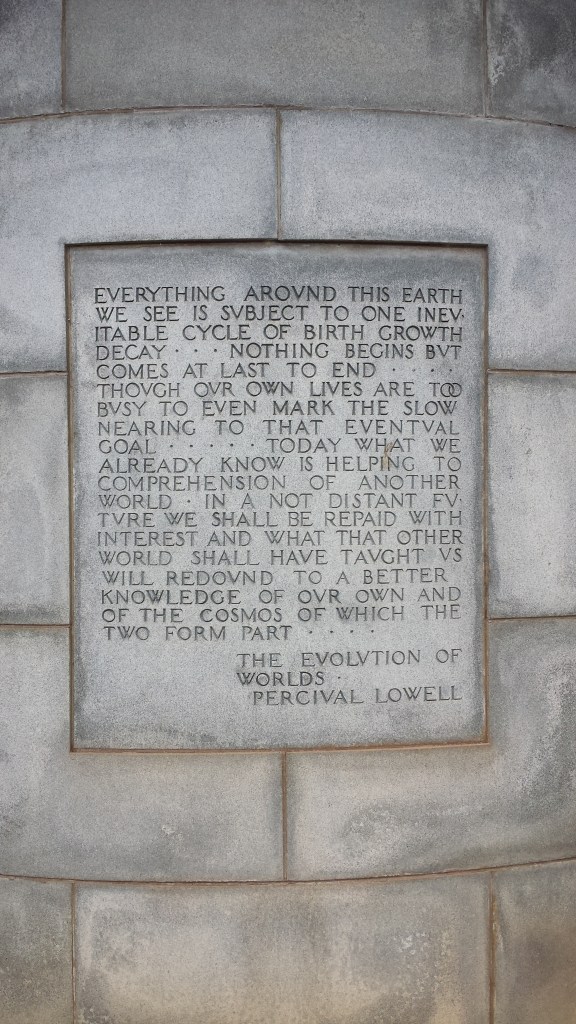 EVERYTHING AROVND THIS EARTH
WE SEE IS SVBJECT TO ONE INEV·
ITABLE CYCLE OF BIRTH GROWTH
DECAY · · · NOTHING BEGINS BVT
COMES AT LAST TO END · · · ·
THOVGH OVR OWN LIVES ARE TOO
BVSY TO EVEN MARK THE SLOW
NEARING TO THAT EVENTVAL
GOAL · · · · · TODAY WHAT WE
ALREADY KNOW IS HELPING TO
COMPREHENSION OF ANOTHER
WORLD · IN A NOT DISTANT FV·
TVRE WE SHALL BE REPAID WITH
INTEREST AND WHAT THAT OTHER
WORLD SHALL HAVE TAVGHT VS
WILL REDOVND TO A BETTER
KNOWLEDGE OF OVR OWN AND
OF THE COSMOS OF WHICH THE
TWO FORM PART · · · ·
THE EVOLVTION OF
WORLDS ·
PERCIVAL LOWELL